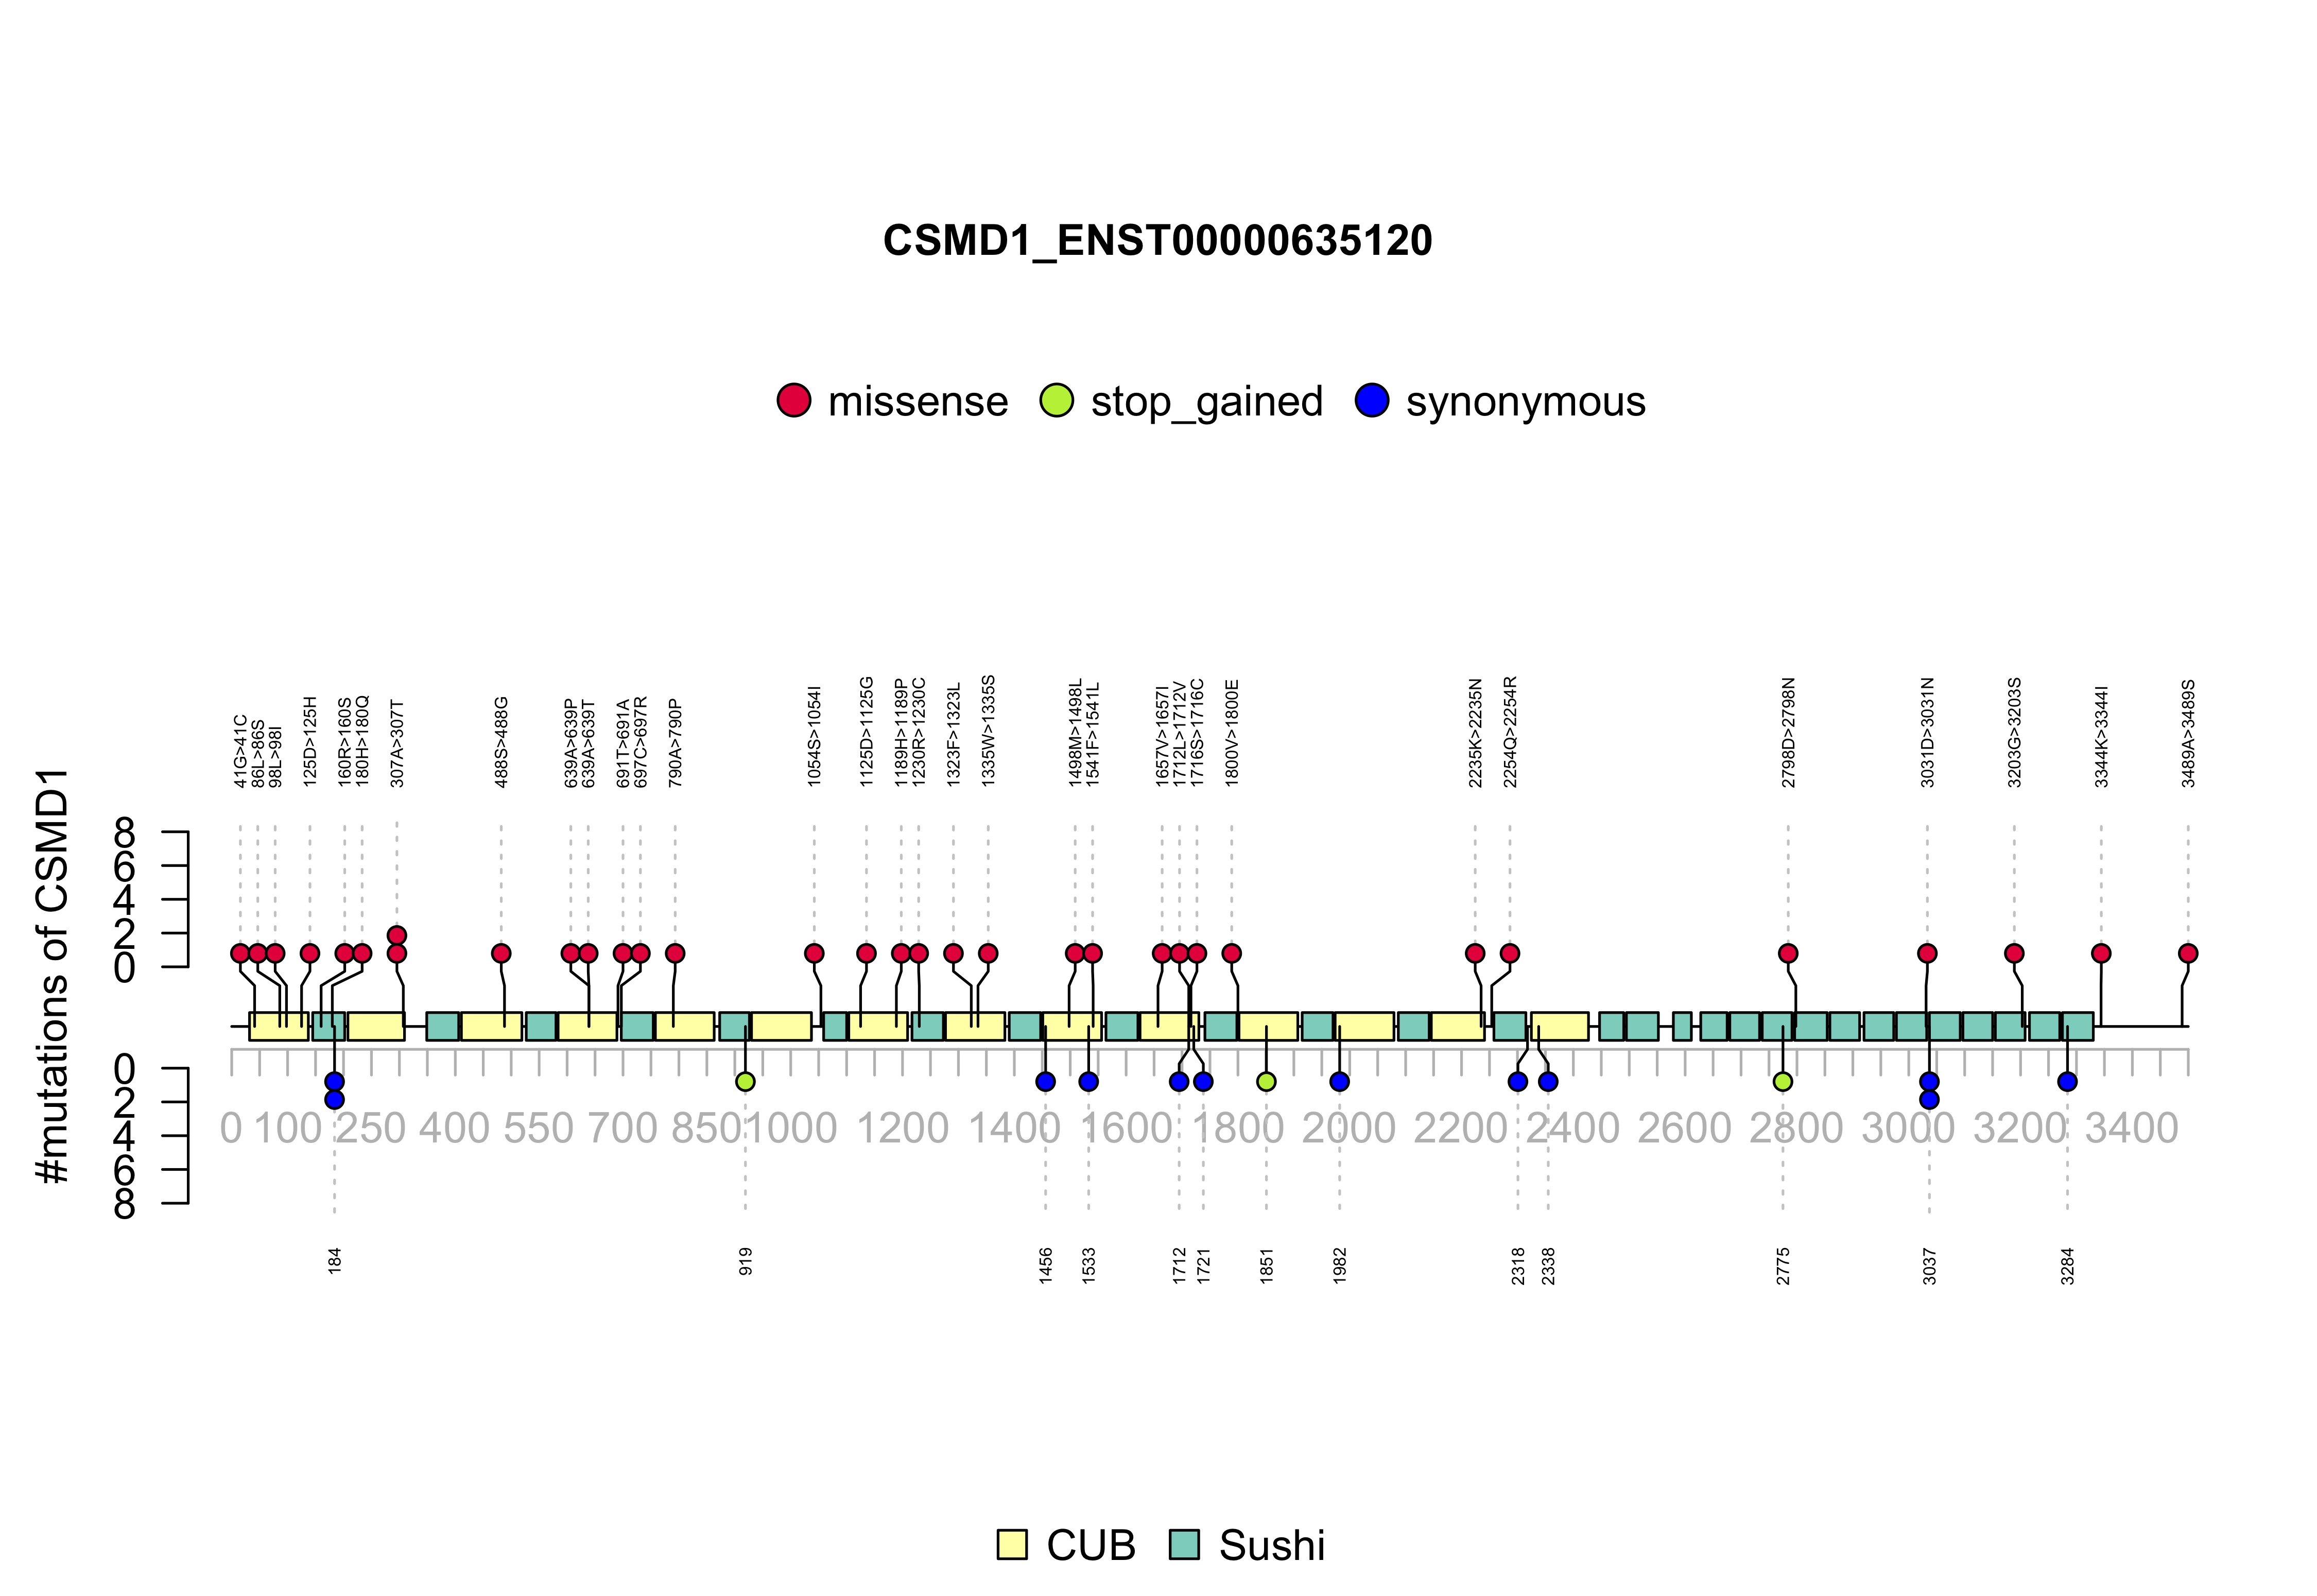 CSMD1_ENST00000635120
missense stop_gained synonymous
41G>41C
86L>86S
98L>98I
125D>125H
160R>160S
180H>180Q
307A>307T
488S>488G
639A>639P
639A>639T
691T>691A
697C>697R
790A>790P
1054S>1054I
1125D>1125G
1189H>1189P
1230R>1230C
1323F>1323L
1335W>1335S
1498M>1498L
1541F>1541L
1657V>1657I
1712L>1712V
1716S>1716C
1800V>1800E
2235K>2235N
2254Q>2254R
2798D>2798N
3031D>3031N
3203G>3203S
3344K>3344I
3489A>3489S
#mutations of CSMD1
8
6
4
2
0
0
2
4
6
8
0 100 250 400 550 700 850 1000 1200 1400 1600 1800 2000 2200 2400 2600 2800 3000 3200 3400
184
919
1456
1533
1712
1721
1851
1982
2318
2338
2775
3037
3284
CUB Sushi